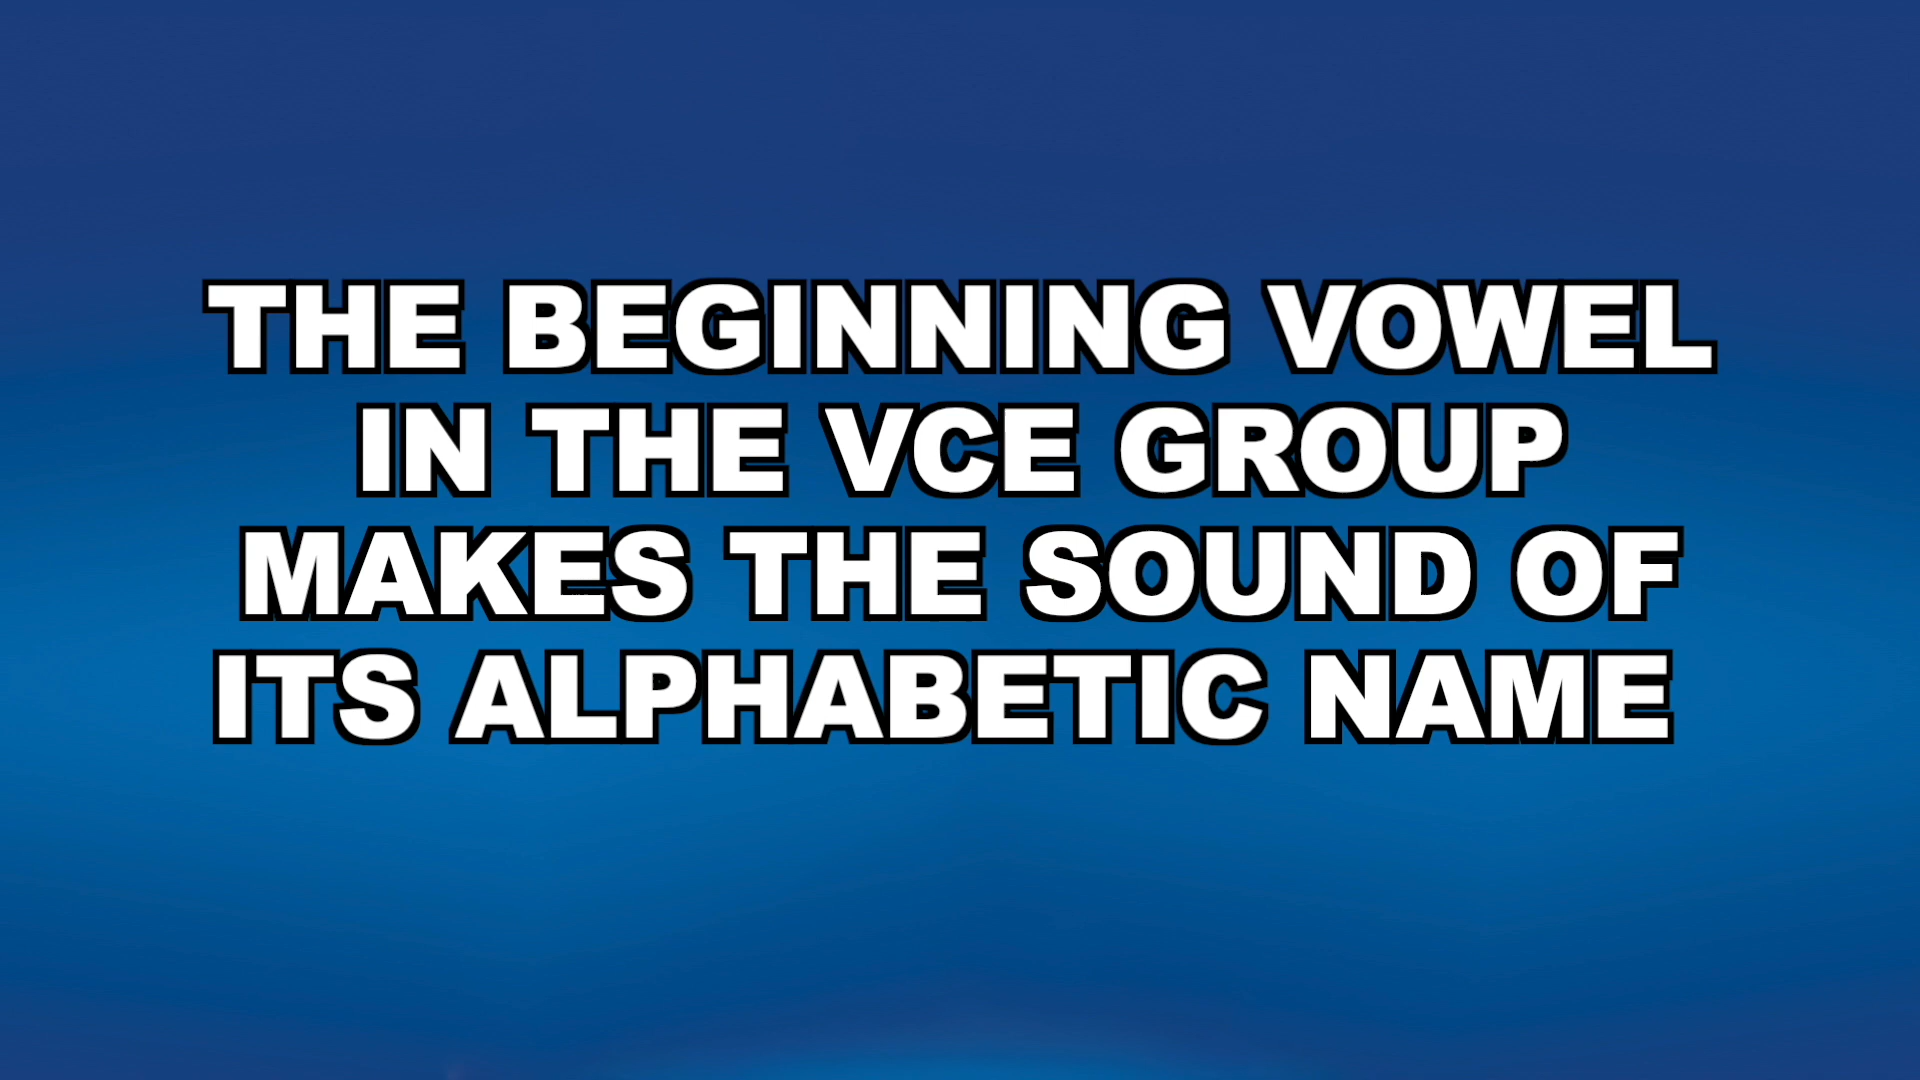 THE BEGINNING VOWEL
IN THE VCE GROUP
MAKES THE SOUND OF
ITS ALPHABETIC NAME